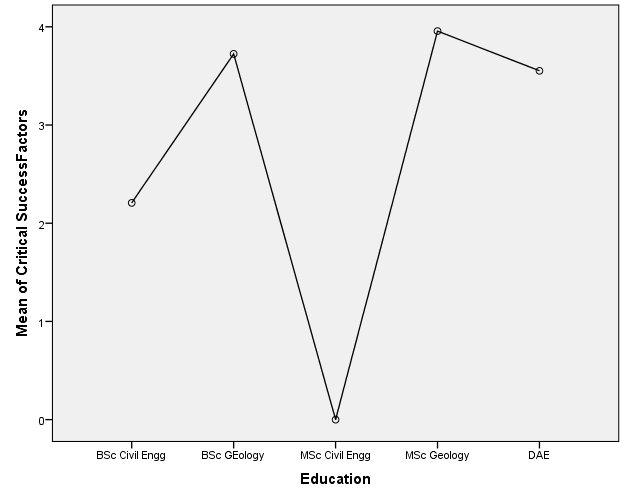 4
3
2
1
0
Mean of Critical SuccessFactors
BSc Civil Engg
BSc GEology
MSc Civil Engg
MSc Geology
DAE
Education